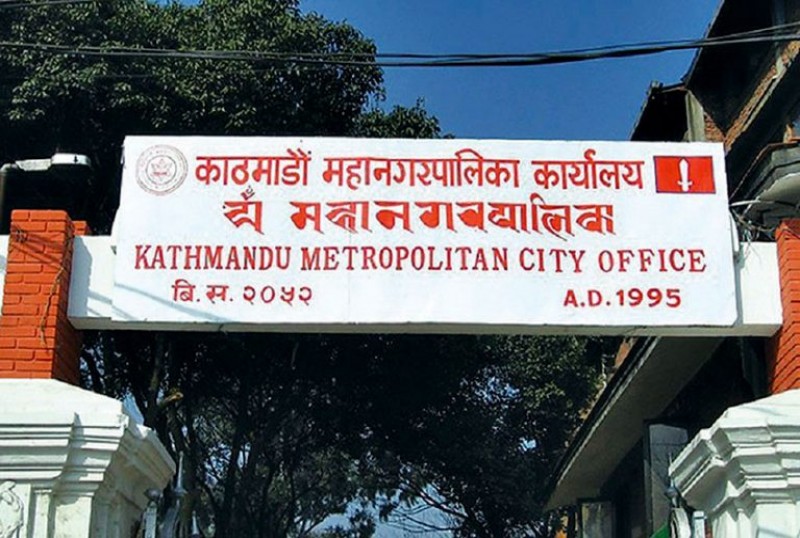 काठमाडौं महानगरपालिका कार्यालय
KATHMANDU METROPOLITAN CITY OFFICE
बि.स. २०५२ A.D. 1995